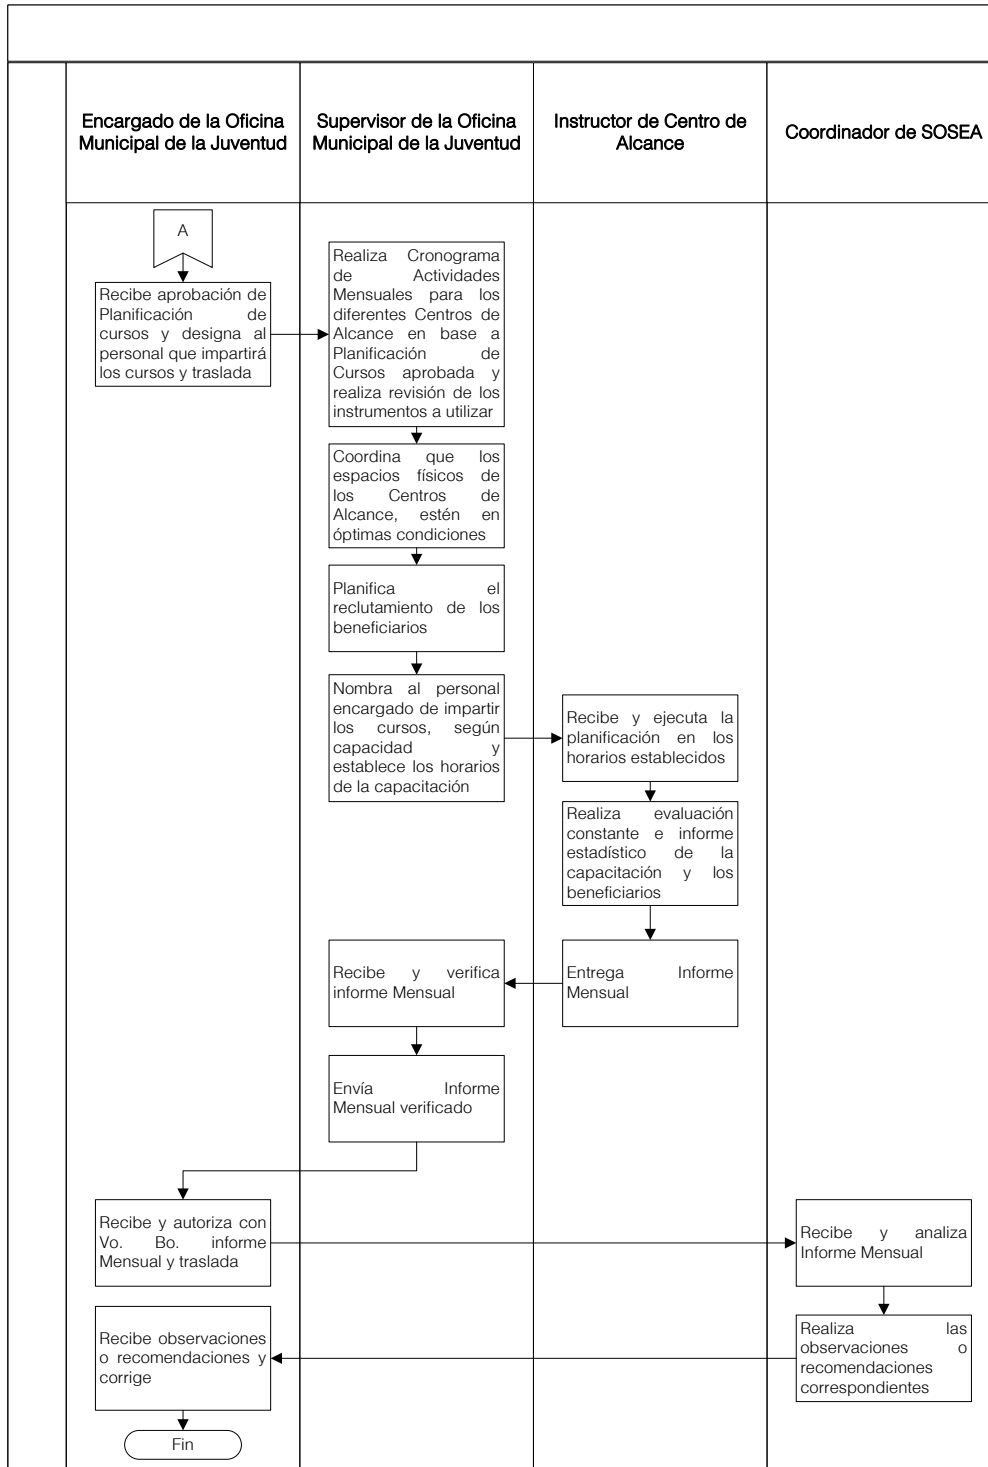 Encargado de la Oficina
Municipal de la Juventud
Supervisor de la Oficina
Municipal de la Juventud
Instructor de Centro de
Alcance
Coordinador de SOSEA
A
Recibe aprobación de
Planificación de
cursos y designa al
personal que impartirá
los cursos y traslada
Realiza Cronograma
de Actividades
Mensuales para los
diferentes Centros de
Alcance en base a
Planificación de
Cursos aprobada y
realiza revisión de los
instrumentos a utilizar
Coordina que los
espacios físicos de
los Centros de
Alcance, estén en
óptimas condiciones
Planifica el
reclutamiento de los
beneficiarios
Nombra al personal
encargado de impartir
los cursos, según
capacidad y
establece los horarios
de la capacitación
Recibe y ejecuta la
planificación en los
horarios establecidos
Realiza evaluación
constante e informe
estadístico de la
capacitación y los
beneficiarios
Entrega Informe
Mensual
Recibe y verifica
informe Mensual
Envía Informe
Mensual verificado
Recibe y autoriza con
Vo. Bo. informe
Mensual y traslada
Recibe y analiza
Informe Mensual
Realiza las
observaciones o
recomendaciones
correspondientes
Recibe observaciones
o recomendaciones y
corrige
Fin